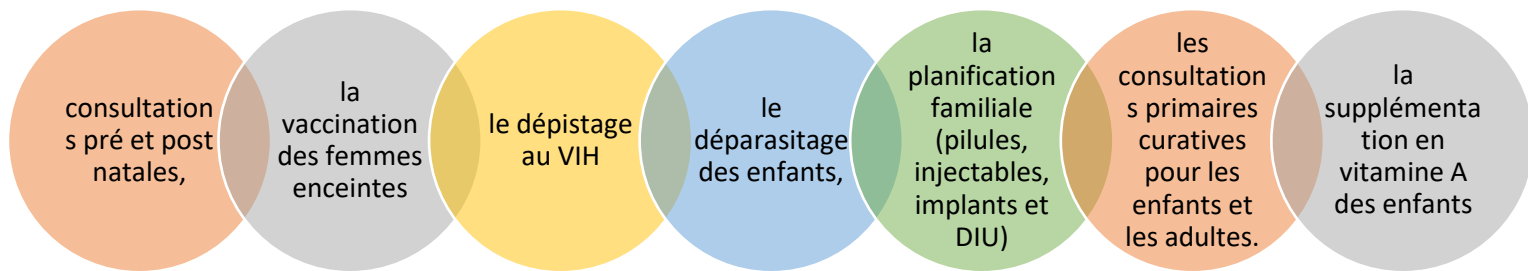 consultation
s pré et post
natales,
la
vaccination
des femmes
enceintes
le dépistage
au VIH
le
déparasitage
des enfants,
la
planification
familiale
(pilules,
injectables,
implants et
DIU)
les
consultation
s primaires
curatives
pour les
enfants et
les adultes.
la
supplémenta
tion en
vitamine A
des enfants